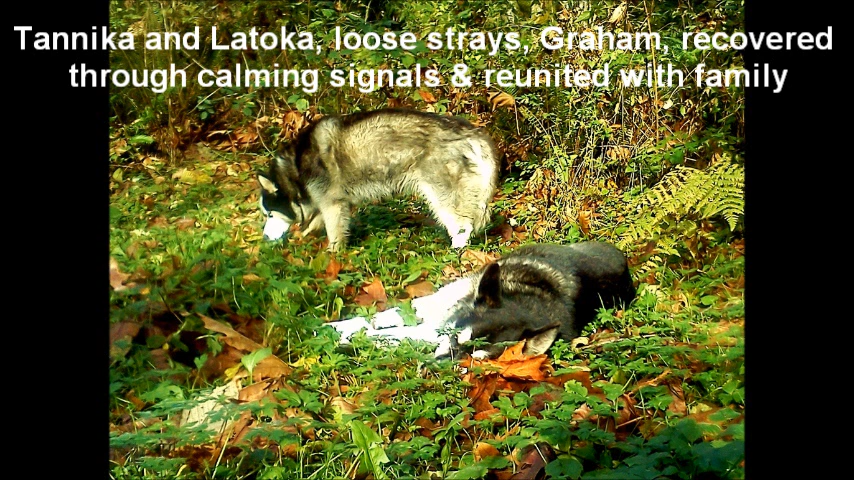 Tannika and Latoka, loose strays, Graham, recovered
through calming signals & reunited with family